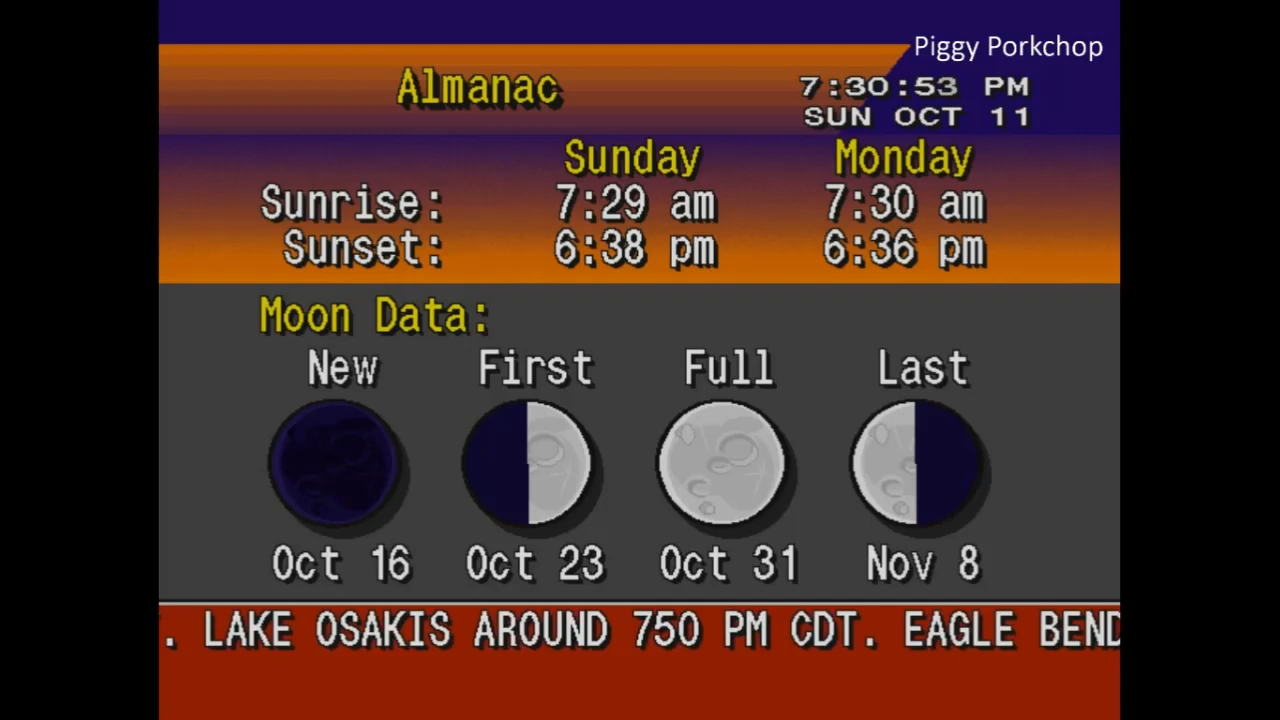 Piggy Porkchop
Almanac
7:30:53 PM
SUN OCT 11
Sunday Monday
Sunrise: 7:29 am 7:30 am
Sunset: 6:38 pm 6:36 pm
Moon Data:
New First Full Last
Oct 16 Oct 23 Oct 31 Nov 8
. LAKE OSAKIS AROUND 750 PM CDT. EAGLE BEND